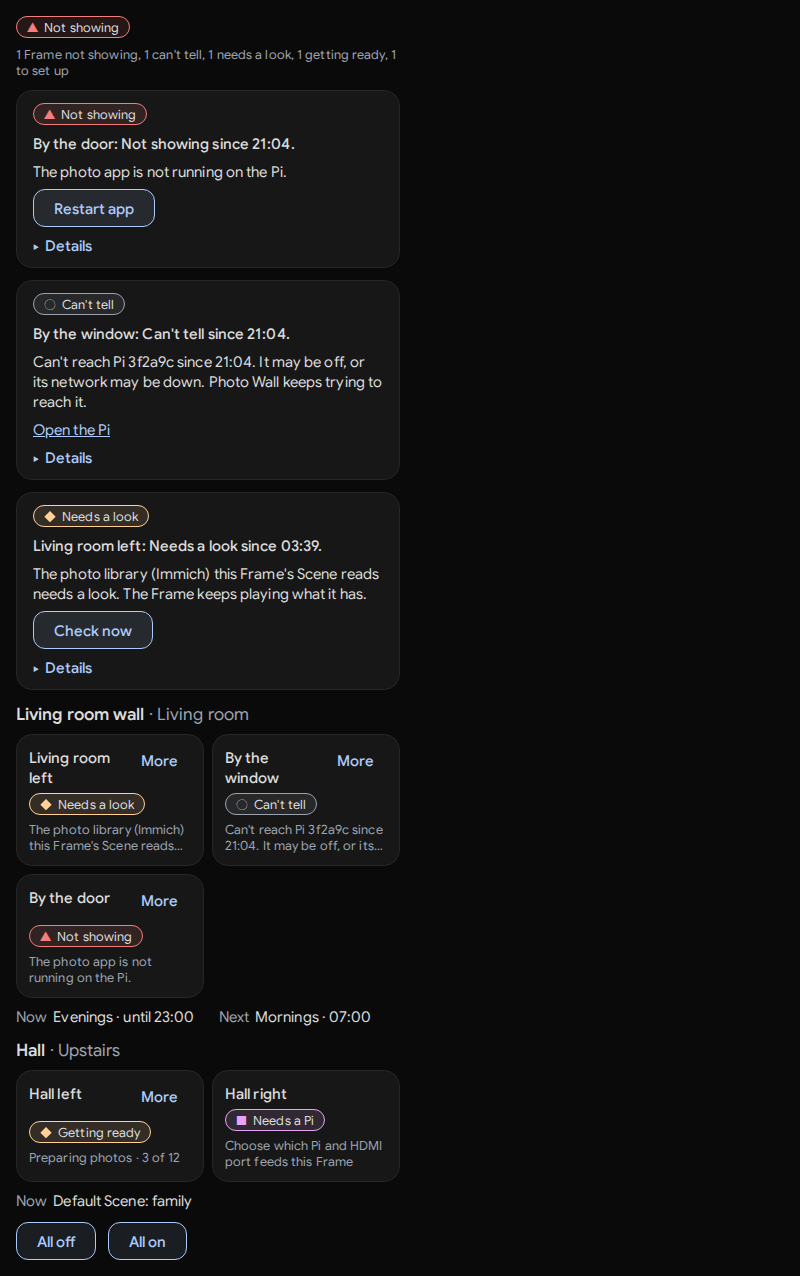 Not showing
1 Frame not showing, 1 can't tell, 1 needs a look, 1 getting ready, 1
to set up
Not showing
By the door: Not showing since 21:04.
The photo app is not running on the Pi.
Restart app
▸ Details
Can't tell
By the window: Can't tell since 21:04.
Can't reach Pi 3f2a9c since 21:04. It may be off, or
its network may be down. Photo Wall keeps trying to
reach it.
Open the Pi
▸ Details
Needs a look
Living room left: Needs a look since 03:39.
The photo library (Immich) this Frame's Scene reads
needs a look. The Frame keeps playing what it has.
Check now
▸ Details
Living room wall · Living room
Living room
left
More
Needs a look
The photo library (Immich)
this Frame's Scene reads...
By the
window
More
Can't tell
Can't reach Pi 3f2a9c since
21:04. It may be off, or its...
By the door
More
Not showing
The photo app is not
running on the Pi.
Now Evenings · until 23:00 Next Mornings · 07:00
Hall · Upstairs
Hall left
More
Getting ready
Preparing photos · 3 of 12
Hall right
Needs a Pi
Choose which Pi and HDMI
port feeds this Frame
Now Default Scene: family
All off
All on